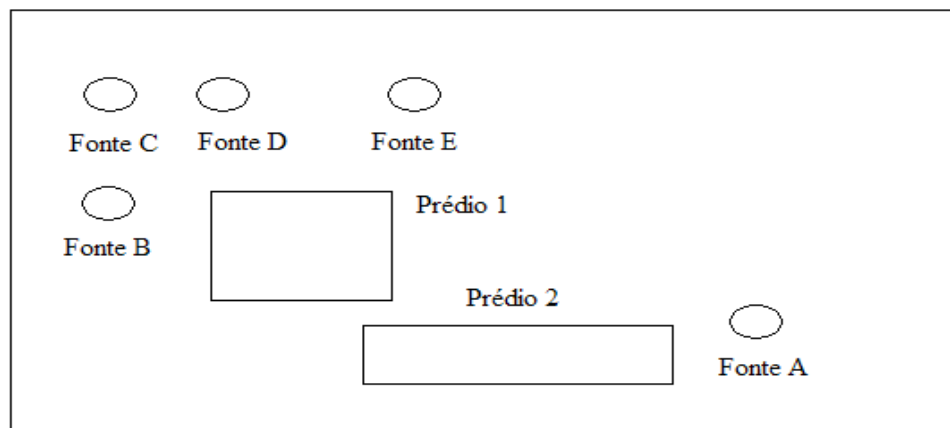 Fonte C
Fonte D
Fonte E
Prédio 1
Fonte B
Prédio 2
Fonte A